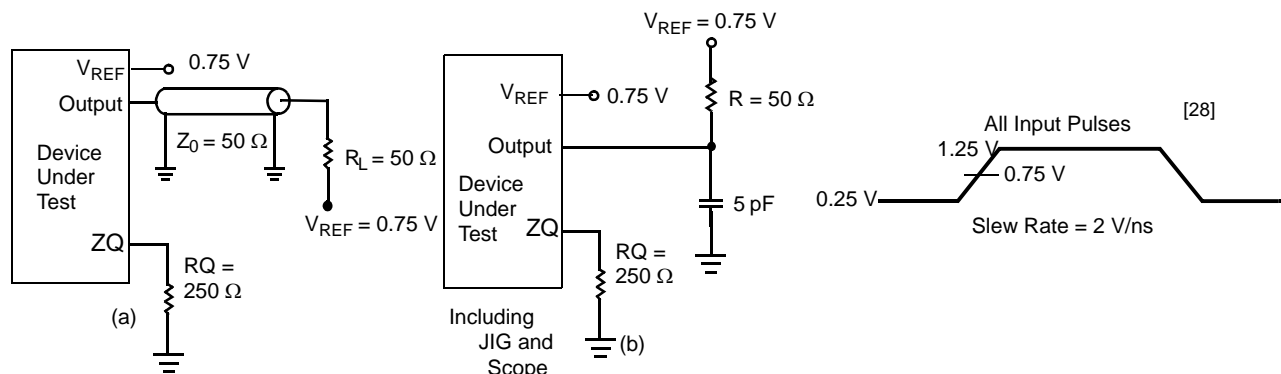 V_REF
0.75 V
Output
Z_0 = 50 Ω
Device
Under
Test
R_L = 50 Ω
V_REF = 0.75 V
ZQ
RQ =
250 Ω
(a)
V_REF = 0.75 V
V_REF
0.75 V
R = 50 Ω
Output
Device
Under
Test
5 pF
ZQ
RQ =
250 Ω
Including
JIG and
Scope
(b)
[28]
All Input Pulses
1.25 V
0.75 V
0.25 V
Slew Rate = 2 V/ns